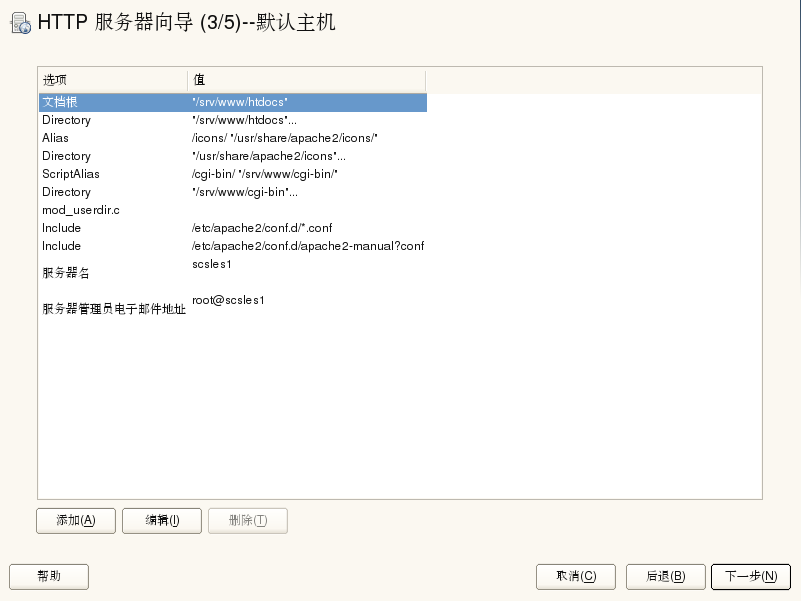 HTTP 服务器向导 (3/5)--默认主机
选项 值
文档根 "/srv/www/htdocs"
Directory "/srv/www/htdocs"...
Alias /icons/ "/usr/share/apache2/icons/"
Directory "/usr/share/apache2/icons"...
ScriptAlias /cgi-bin/ "/srv/www/cgi-bin/"
Directory "/srv/www/cgi-bin"...
mod_userdir.c
Include /etc/apache2/conf.d/*.conf
Include /etc/apache2/conf.d/apache2-manual?conf
服务器名 scsles1
服务器管理员电子邮件地址 root@scsles1
添加(A) 编辑(I) 删除(T)
帮助 取消(C) 后退(B) 下一步(N)